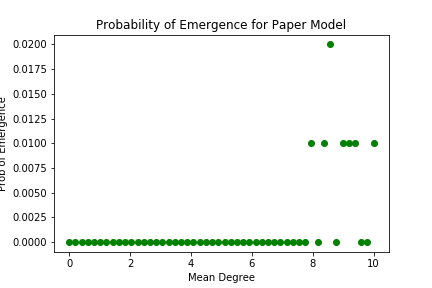 Probability of Emergence for Paper Model
0.0200
0.0175
0.0150
0.0125
0.0100
0.0075
0.0050
0.0025
0.0000
Prob of Emergence
0 2 4 6 8 10
Mean Degree